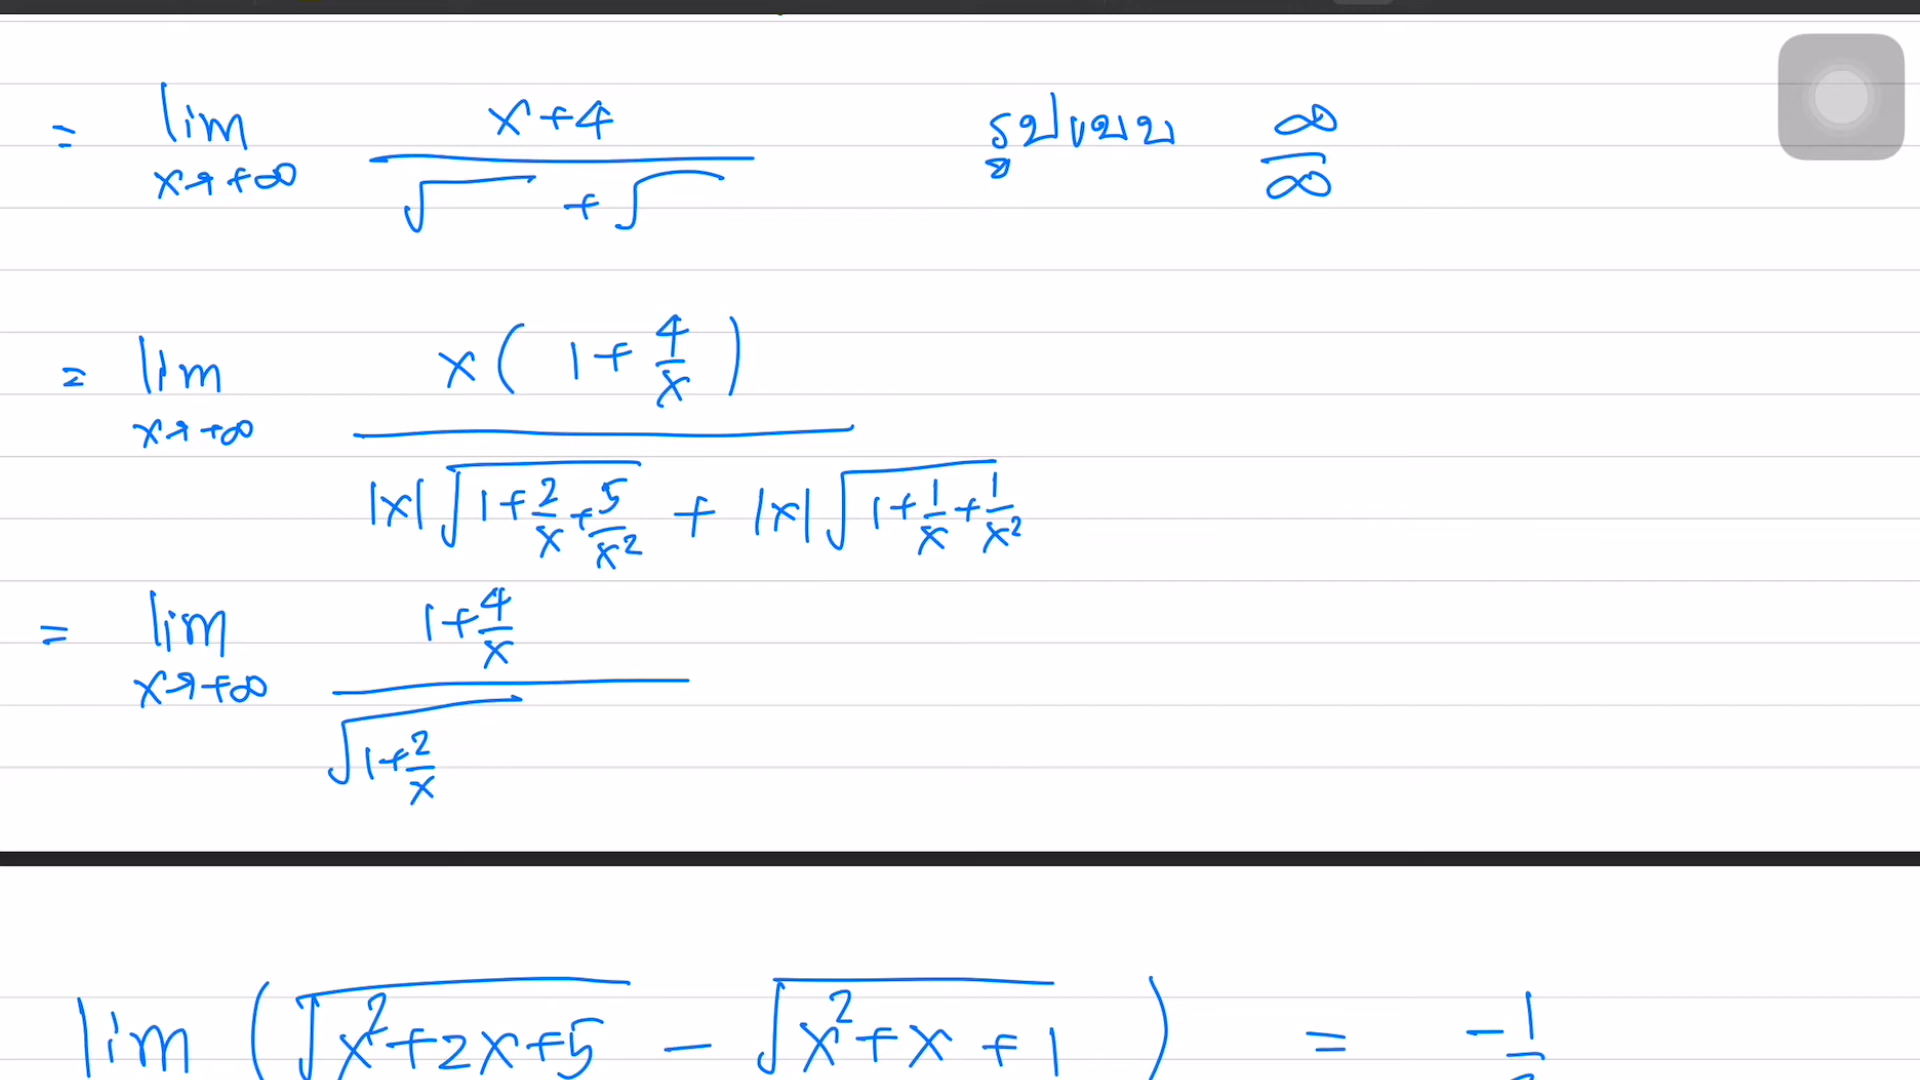 = lim x→+∞ (x+4)/(√ + √) รูปแบบ ∞/∞
= lim x→+∞ x(1+4/x)/(|x|√(1+2/x+5/x²) + |x|√(1+1/x+1/x²))
= lim x→+∞ (1+4/x)/√(1+2/x)
lim (√(x²+2x+5) − √(x²+x+1)) = −1